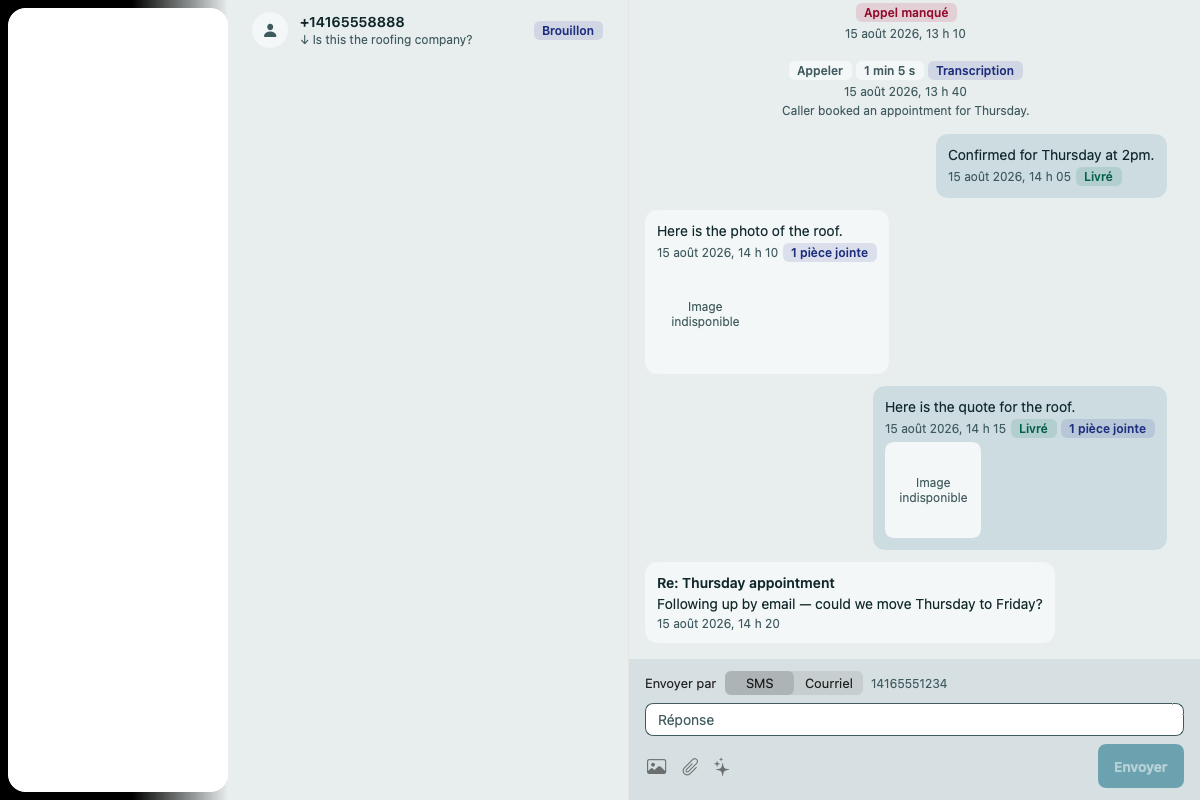 +14165558888
↓ Is this the roofing company?
Brouillon
Appel manqué
15 août 2026, 13 h 10
Appeler 1 min 5 s Transcription
15 août 2026, 13 h 40
Caller booked an appointment for Thursday.
Confirmed for Thursday at 2pm.
15 août 2026, 14 h 05 Livré
Here is the photo of the roof.
15 août 2026, 14 h 10 1 pièce jointe
Image
indisponible
Here is the quote for the roof.
15 août 2026, 14 h 15 Livré 1 pièce jointe
Image
indisponible
Re: Thursday appointment
Following up by email — could we move Thursday to Friday?
15 août 2026, 14 h 20
Envoyer par SMS Courriel 14165551234
Réponse
Envoyer